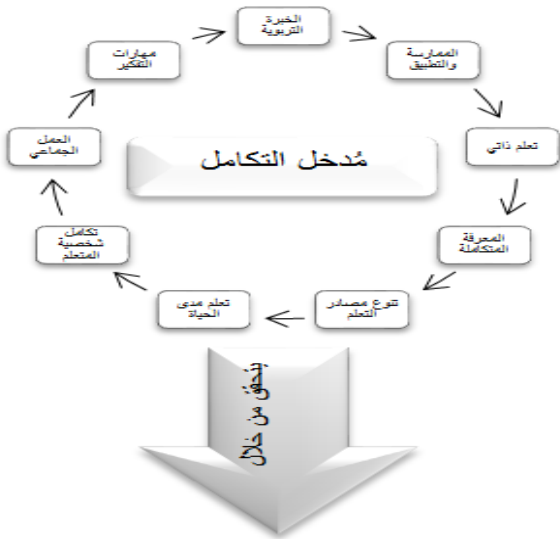 الخبرة
التربوية
الممارسة
والتطبيق
تعلم ذاتي
المعرفة
المتكاملة
تنوع مصادر
التعلم
تعلم مدى
الحياة
تكامل
شخصية
المتعلم
العمل
الجماعي
مهارات
التفكير
مُدخل التكامل
يتحقق من خلال